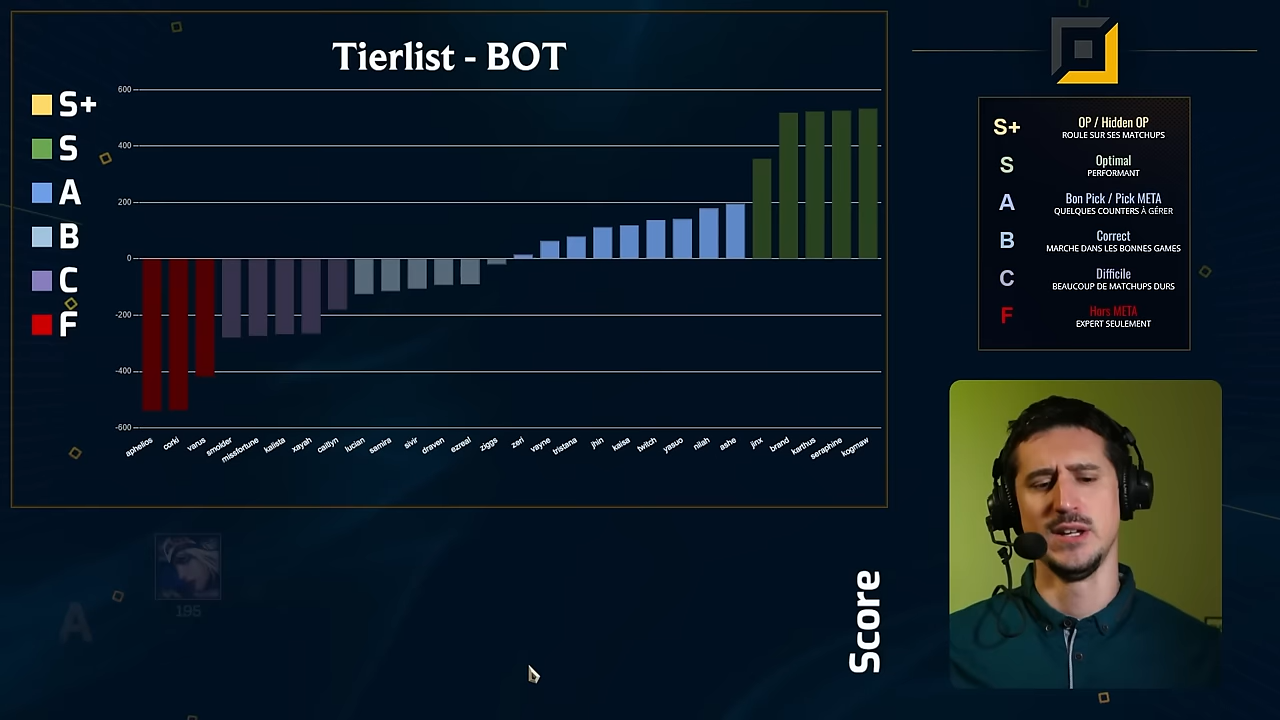 Tierlist - BOT
S+
S
A
B
C
F
600
400
200
0
-200
-400
-600
aphelios
corki
varus
smolder
missfortune
kalista
xayah
caitlyn
lucian
samira
sivir
draven
ezreal
ziggs
zeri
vayne
tristana
jhin
kaisa
twitch
yasuo
nilah
ashe
jinx
brand
karthus
seraphine
kogmaw
A
195
Score
S+ OP / Hidden OP
ROULE SUR SES MATCHUPS
S Optimal
PERFORMANT
A Bon Pick / Pick META
QUELQUES COUNTERS À GÉRER
B Correct
MARCHE DANS LES BONNES GAMES
C Difficile
BEAUCOUP DE MATCHUPS DURS
F Hors META
EXPERT SEULEMENT